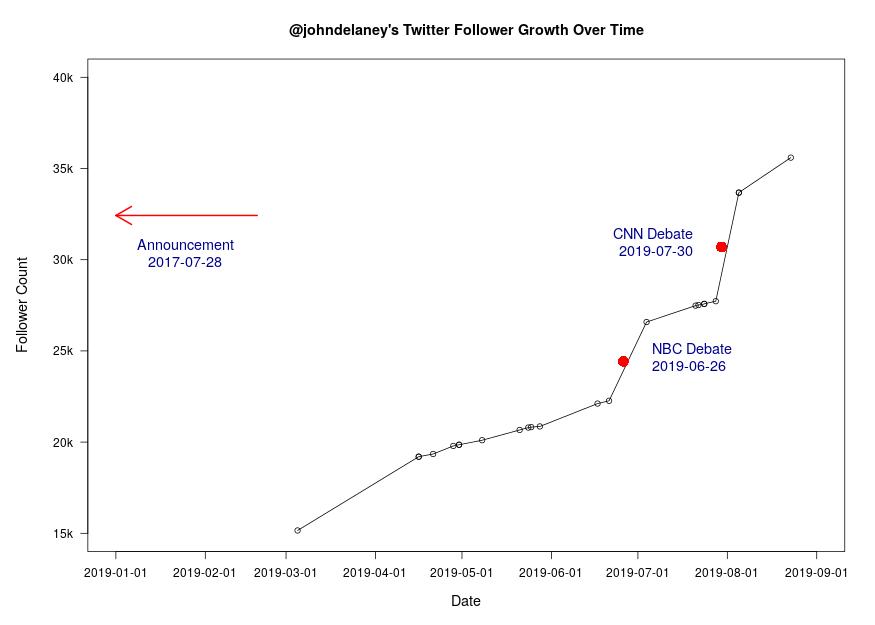 @johndelaney's Twitter Follower Growth Over Time
40k
35k
30k
25k
20k
15k
Follower Count
Announcement
2017-07-28
CNN Debate
2019-07-30
NBC Debate
2019-06-26
2019-01-01
2019-02-01
2019-03-01
2019-04-01
2019-05-01
2019-06-01
2019-07-01
2019-08-01
2019-09-01
Date